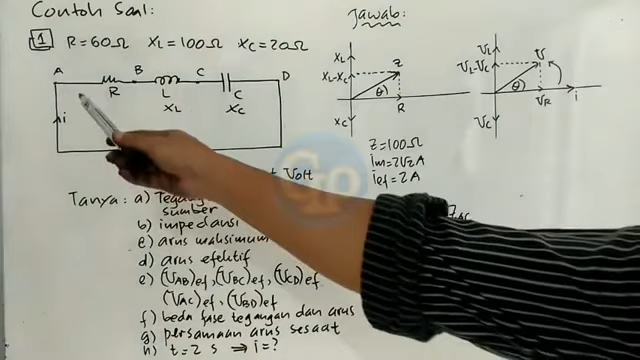 Contoh Soal:
1 R = 60Ω XL = 100Ω XC = 20Ω
A B C D
R L C
XL XC
i
t Volt
Tanya: a) Tegang
sumber
b) impedansi
c) arus maksimum
d) arus efektif
e) (VAB)ef, (VBC)ef, (VCD)ef
(VAC)ef, (VBD)ef
f) beda fase tegangan dan arus
g) persamaan arus sesaat
h) t = 2 s ⇒ i = ?
Jawab:
XL
XL-XC
Z
θ
R
XC
VL
VL-VC
V
θ
VR
i
VC
Z = 100Ω
Im = 2√2 A
ief = 2A